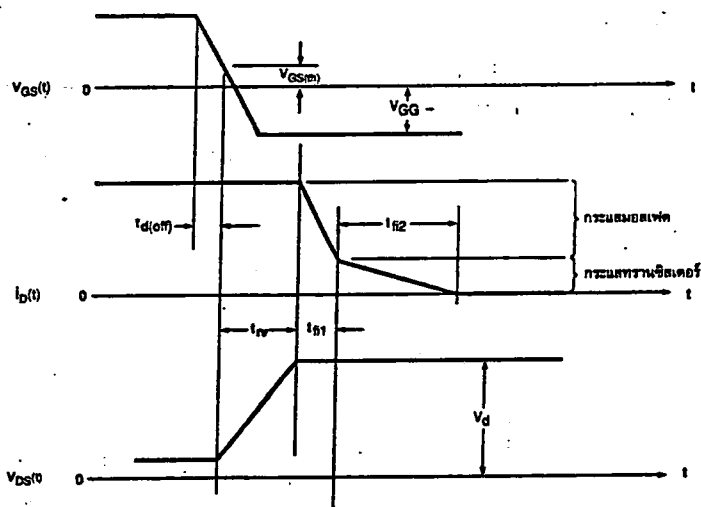 V_GS(th)
V_GS(t) 0 t
V_GG -
กระแสมอสเฟต
t_d(off) t_fi2
กระแสทรานซิสเตอร์
i_D(t) 0 t
t_rv t_fi1
V_d
V_DS(t) 0 t